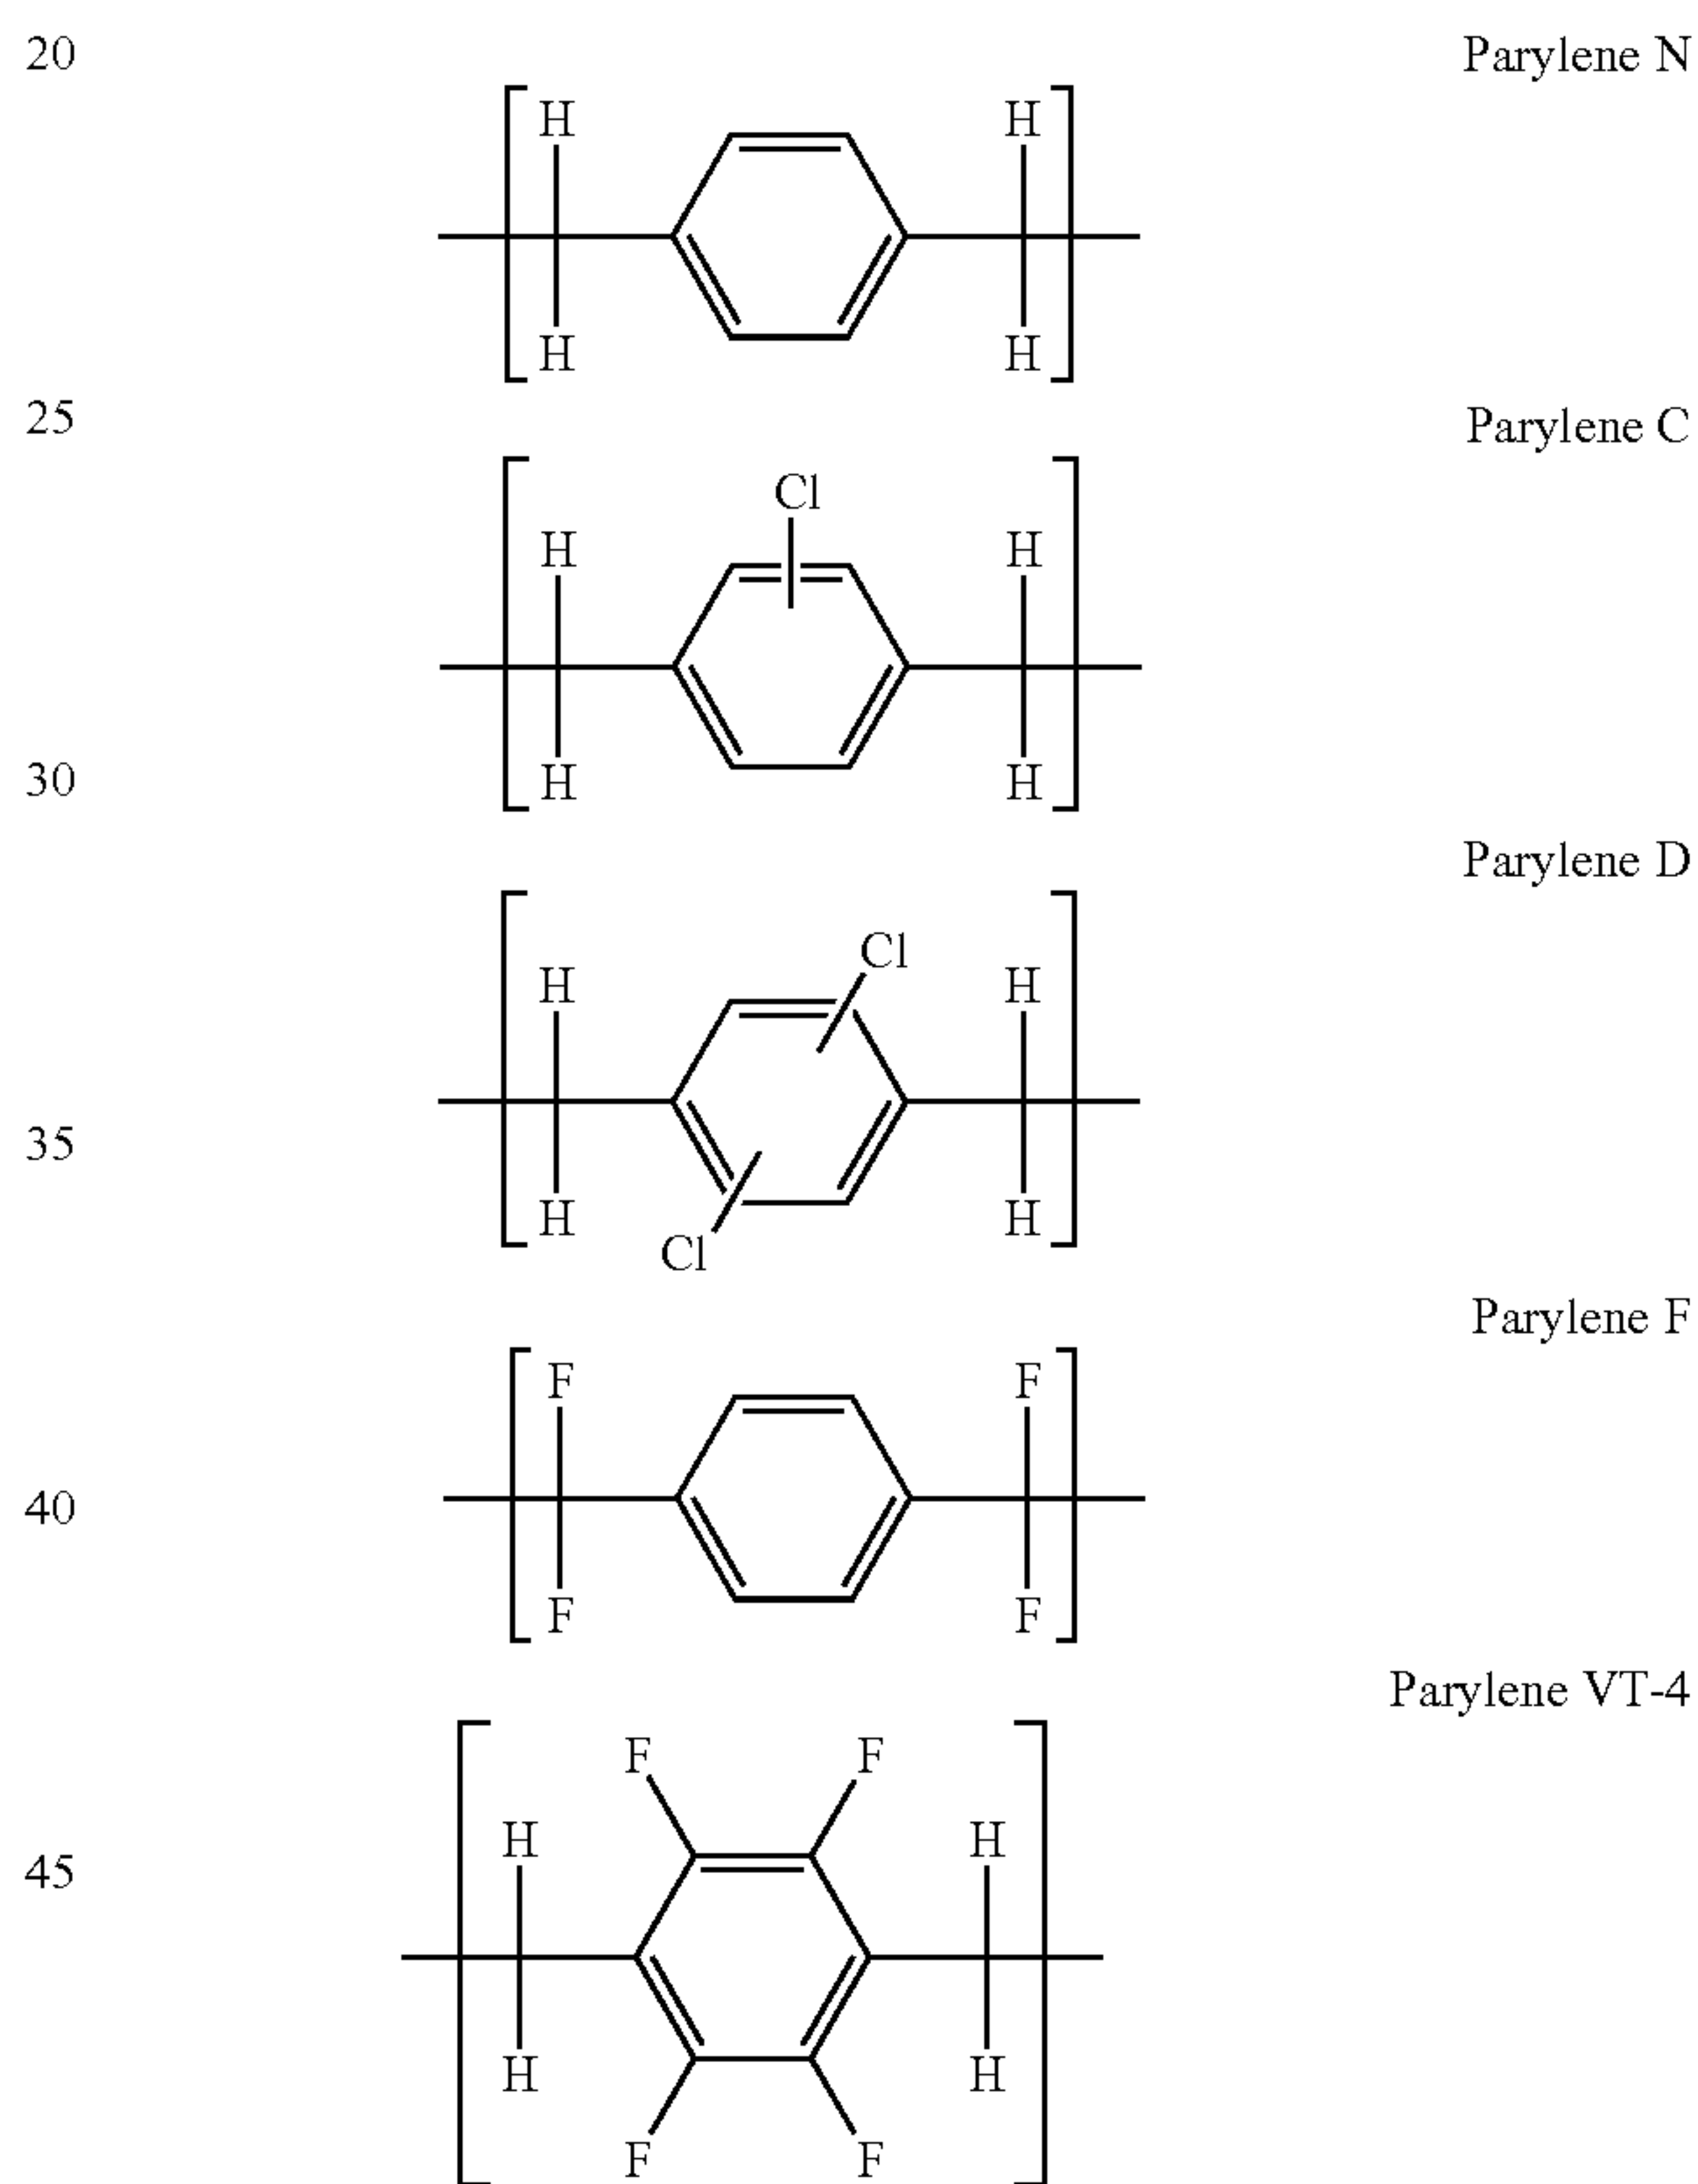 20 Parylene N
H H
H H
25 Parylene C
Cl
H H
30 H H
Parylene D
Cl
H H
35
H H
Cl
Parylene F
F F
40
F F
Parylene VT-4
F F
H H
45
H H
F F